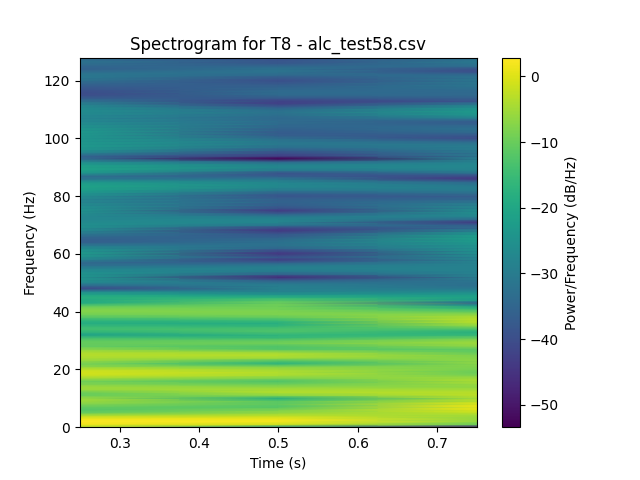 Spectrogram for T8 - alc_test58.csv
120
100
80
60
40
20
0
Frequency (Hz)
0.3 0.4 0.5 0.6 0.7
Time (s)
0
−10
−20
−30
−40
−50
Power/Frequency (dB/Hz)